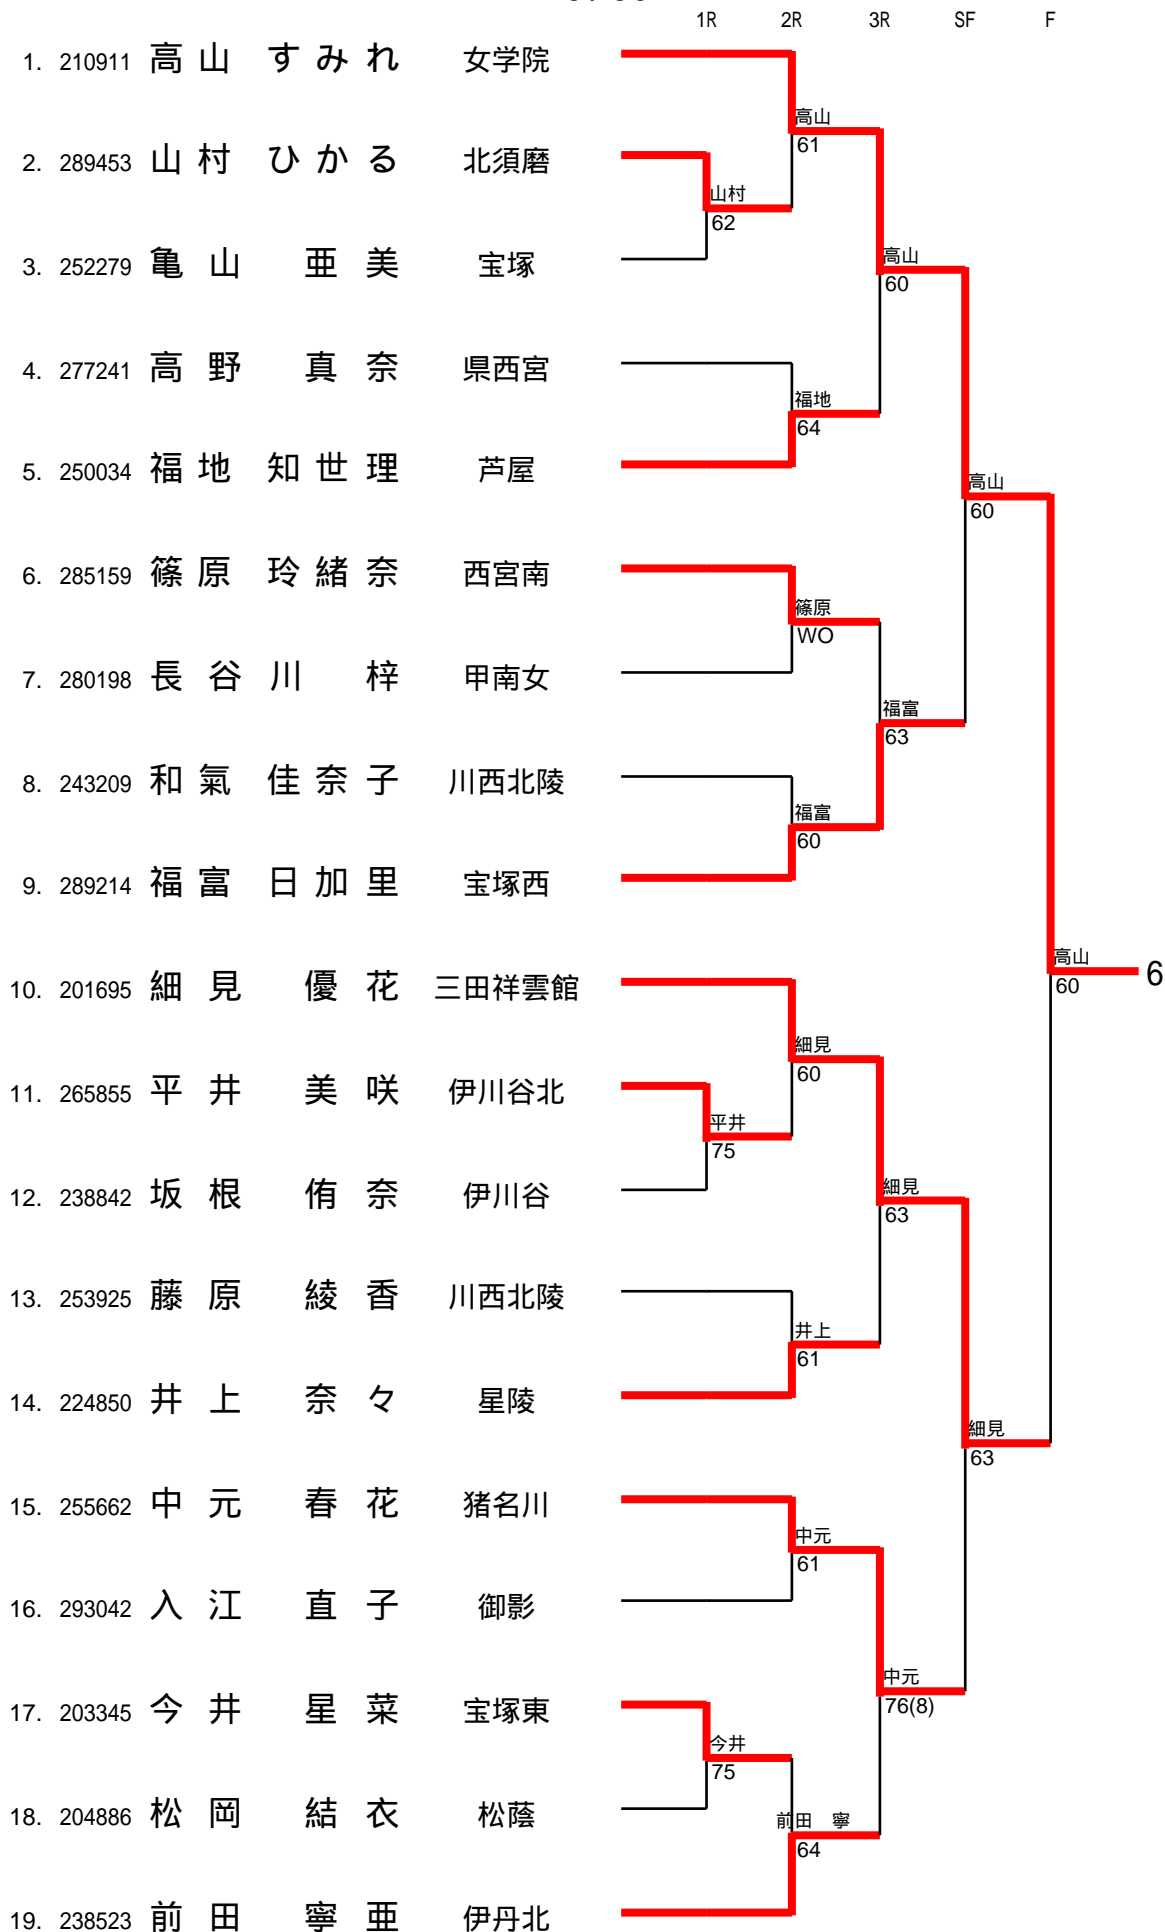 1R 2R 3R SF F
1. 210911 高山 すみれ 女学院
高山
61
2. 289453 山村 ひかる 北須磨
山村
62
3. 252279 亀山 亜美 宝塚
高山
60
4. 277241 高野 真奈 県西宮
福地
64
5. 250034 福地 知世理 芦屋
高山
60
6. 285159 篠原 玲緒奈 西宮南
篠原
WO
7. 280198 長谷川 梓 甲南女
福富
63
8. 243209 和氣 佳奈子 川西北陵
福富
60
9. 289214 福富 日加里 宝塚西
高山
60
6
10. 201695 細見 優花 三田祥雲館
細見
60
11. 265855 平井 美咲 伊川谷北
平井
75
12. 238842 坂根 侑奈 伊川谷
細見
63
13. 253925 藤原 綾香 川西北陵
井上
61
14. 224850 井上 奈々 星陵
細見
63
15. 255662 中元 春花 猪名川
中元
61
16. 293042 入江 直子 御影
中元
76(8)
17. 203345 今井 星菜 宝塚東
今井
75
18. 204886 松岡 結衣 松蔭
前田 寧
64
19. 238523 前田 寧亜 伊丹北